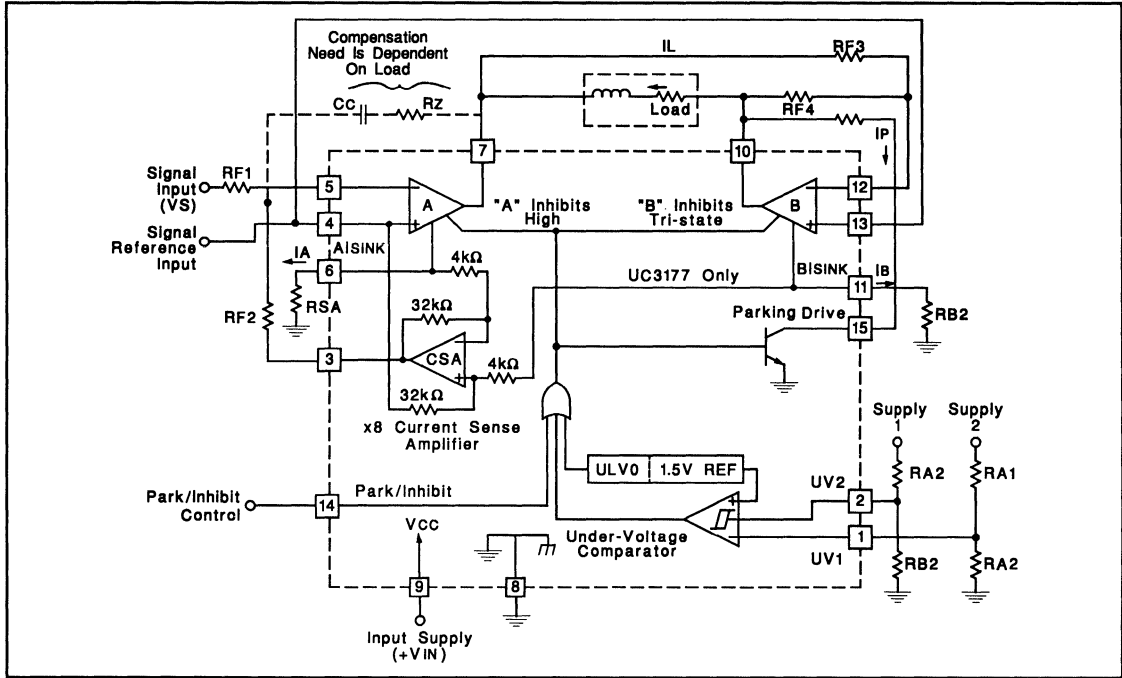 Compensation
Need Is Dependent
On Load
Cc
Rz
IL
RF3
Load
RF4
IP
7
10
Signal
Input
(VS)
RF1
5
A
"A" Inhibits
High
"B" Inhibits
Tri-state
B
12
Signal
Reference
Input
4
13
IA
AISINK
6
4kΩ
UC3177 Only
BISINK
IB
11
RSA
32kΩ
RF2
Parking Drive
RB2
15
3
CSA
4kΩ
32kΩ
x8 Current Sense
Amplifier
Supply
1
Supply
2
ULVO
1.5V REF
RA2
RA1
Park/Inhibit
Control
14
Park/Inhibit
UV2
2
Under-Voltage
Comparator
1
UV1
VCC
RB2
RA2
9
8
Input Supply
(+VIN)